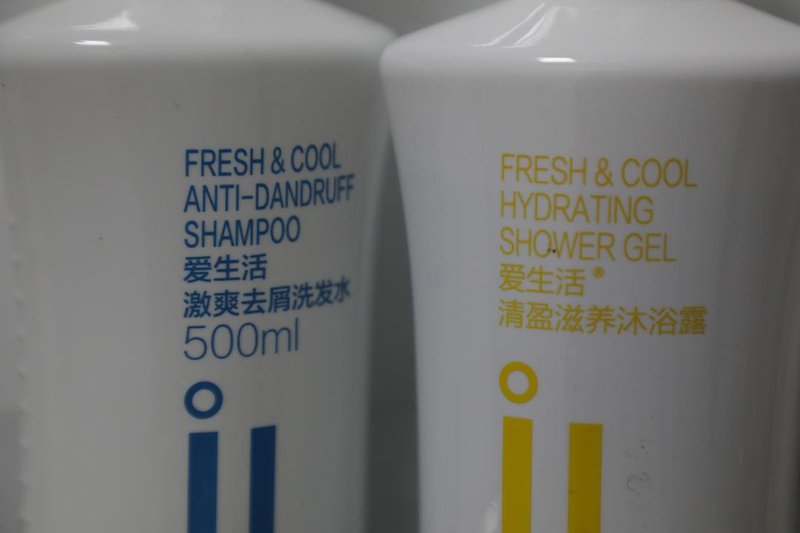 FRESH & COOL
ANTI-DANDRUFF
SHAMPOO
爱生活
激爽去屑洗发水
500ml
FRESH & COOL
HYDRATING
SHOWER GEL
爱生活®
清盈滋养沐浴露